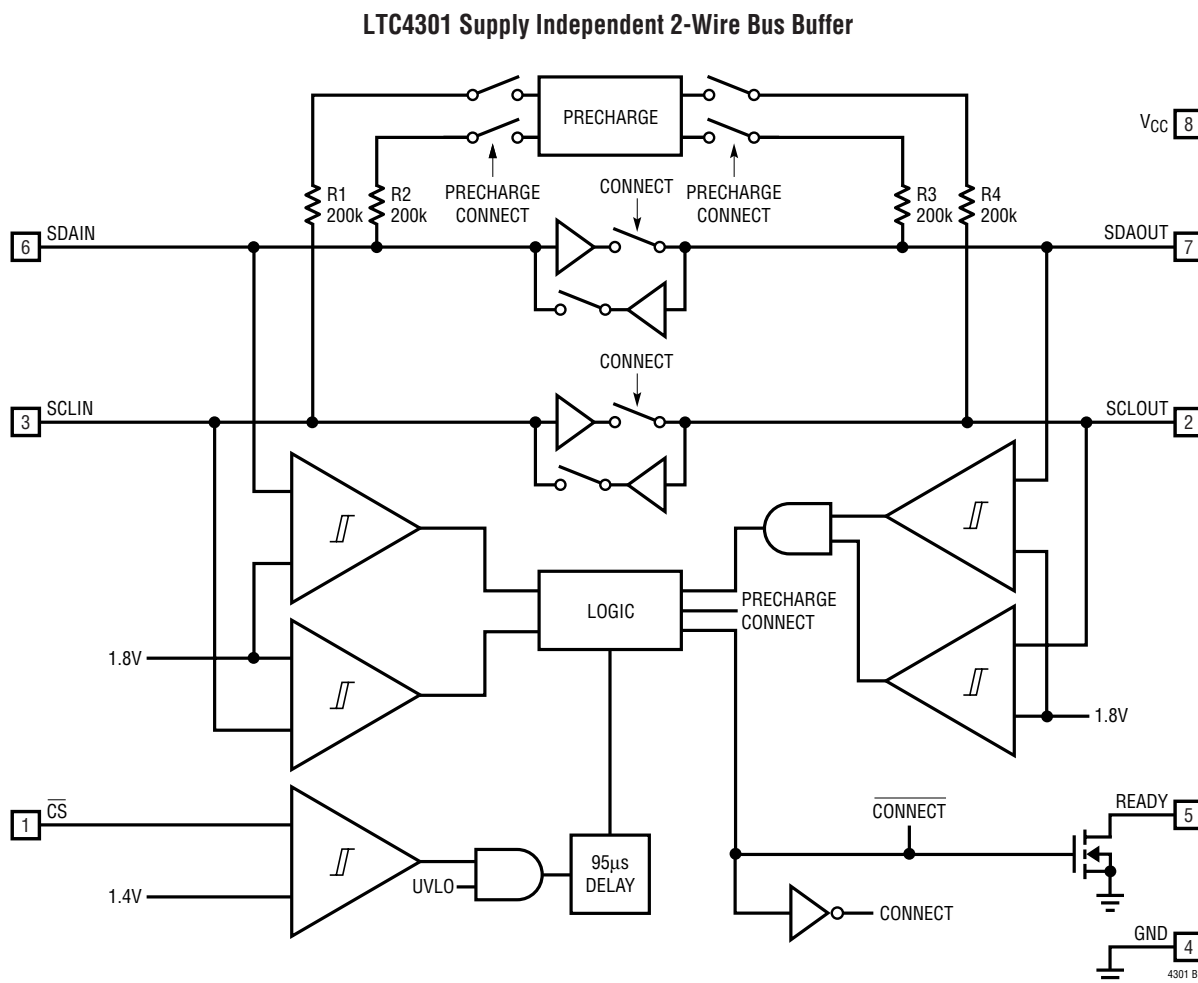 LTC4301 Supply Independent 2-Wire Bus Buffer
PRECHARGE
VCC 8
PRECHARGE
CONNECT
CONNECT
PRECHARGE
CONNECT
R1
200k
R2
200k
R3
200k
R4
200k
6 SDAIN
SDAOUT 7
CONNECT
3 SCLIN
SCLOUT 2
LOGIC
PRECHARGE
CONNECT
1.8V
1.8V
1 C̅S̅
C̅O̅N̅N̅E̅C̅T̅
READY 5
95µs
DELAY
UVLO
1.4V
CONNECT
GND 4
4301 B